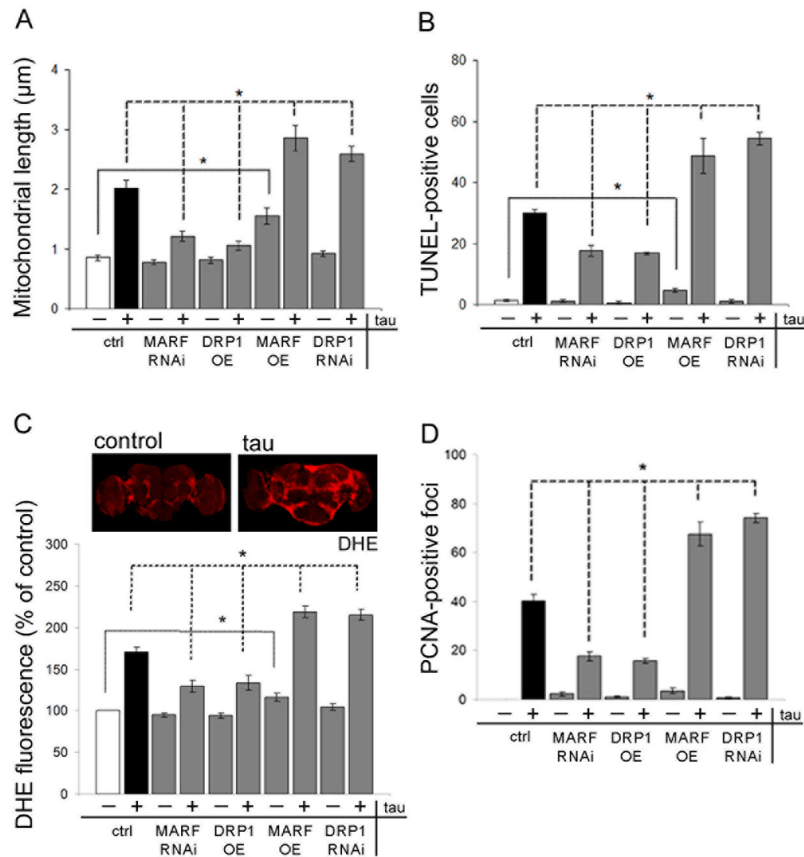 A
Mitochondrial length (μm)
4
3
2
1
0
*
*
− + − + − + − + − + tau
ctrl MARF DRP1 MARF DRP1
RNAi OE OE RNAi
B
TUNEL-positive cells
80
60
40
20
0
*
*
− + − + − + − + − + tau
ctrl MARF DRP1 MARF DRP1
RNAi OE OE RNAi
C
control tau
DHE
DHE fluorescence (% of control)
300
250
200
150
100
50
0
*
*
− + − + − + − + − + tau
ctrl MARF DRP1 MARF DRP1
RNAi OE OE RNAi
D
PCNA-positive foci
100
80
60
40
20
0
*
− + − + − + − + − + tau
ctrl MARF DRP1 MARF DRP1
RNAi OE OE RNAi